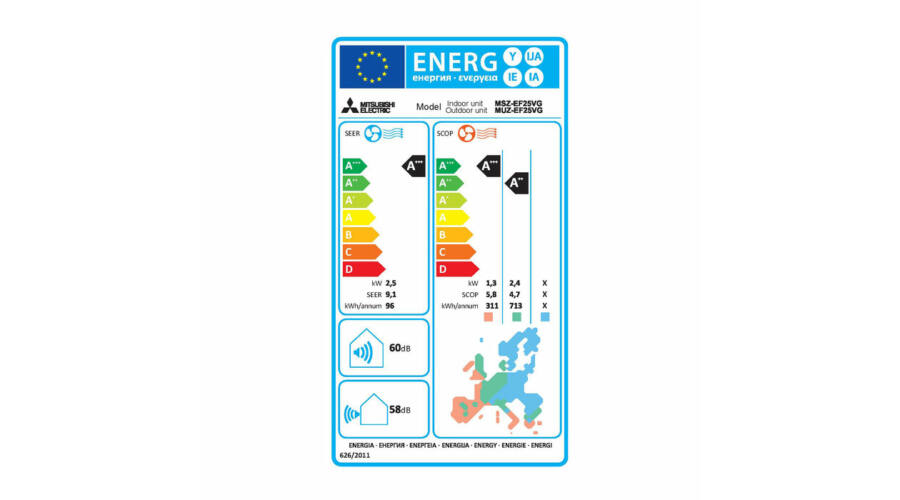 ENERG Y IJA
енергия · ενεργεια IE IA
MITSUBISHI ELECTRIC
Model Indoor unit MSZ-EF25VG
Outdoor unit MUZ-EF25VG
SEER
A+++
A+++
A++
A+
A
B
C
D
kW 2,5
SEER 9,1
kWh/annum 96
SCOP
A+++
A+++
A++
A++
A+
A
B
C
D
kW 1,3 2,4 X
SCOP 5,8 4,7 X
kWh/annum 311 713 X
60dB
58dB
ENERGIA · ЕНЕРГИЯ · ΕΝΕΡΓΕΙΑ · ENERGIJA · ENERGY · ENERGIE · ENERGI
626/2011